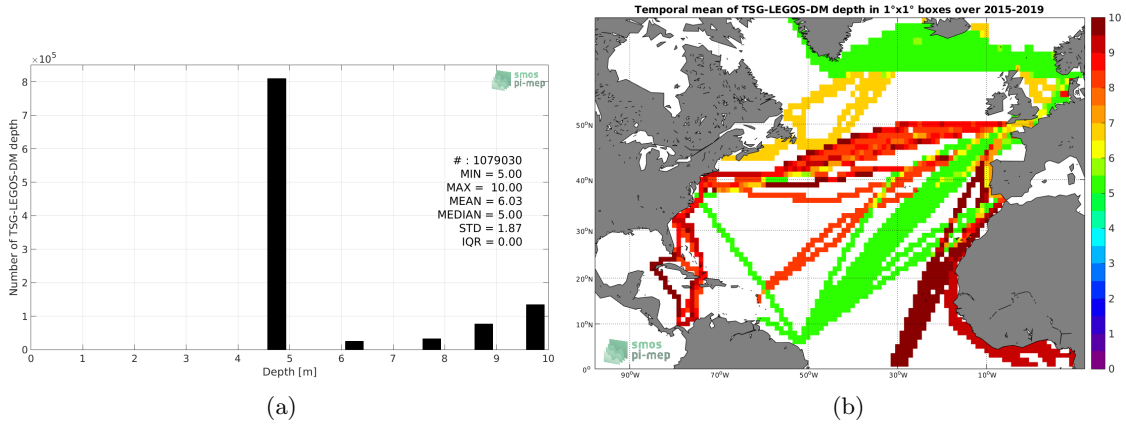 ×10⁵
8
7
6
5
4
3
2
1
0
Number of TSG-LEGOS-DM depth
smos
pi-mep
# : 1079030
MIN = 5.00
MAX = 10.00
MEAN = 6.03
MEDIAN = 5.00
STD = 1.87
IQR = 0.00
0 1 2 3 4 5 6 7 8 9 10
Depth [m]
(a)
Temporal mean of TSG-LEGOS-DM depth in 1°x1° boxes over 2015-2019
50°N
40°N
30°N
20°N
10°N
0°
90°W 70°W 50°W 30°W 10°W
smos
pi-mep
10
9
8
7
6
5
4
3
2
1
0
(b)